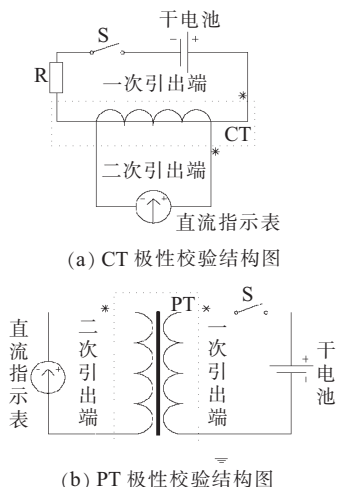 干电池
S
- +
R
一次引出端
*
CT
*
二次引出端
- +
直流指示表
(a) CT 极性校验结构图
*
PT
*
S
直流指示表
二次引出端
一次引出端
干电池
- +
+
-
(b) PT 极性校验结构图